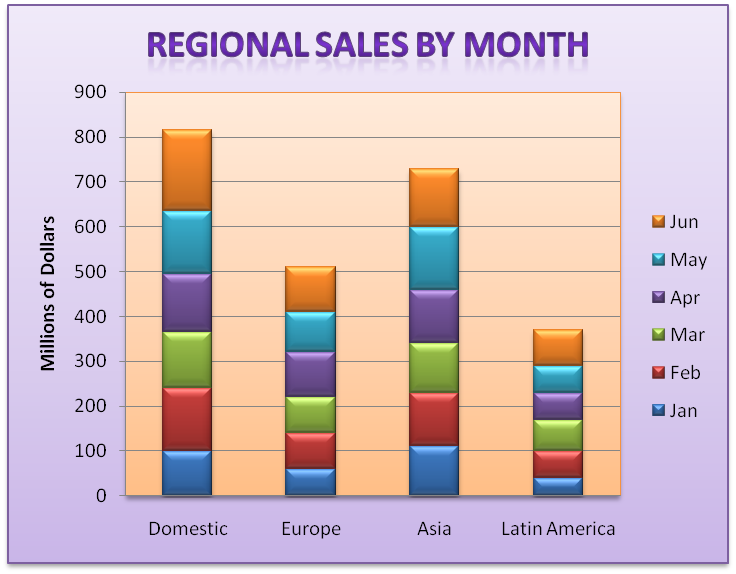 REGIONAL SALES BY MONTH
Millions of Dollars
900
800
700
600
500
400
300
200
100
0
Domestic Europe Asia Latin America
Jun
May
Apr
Mar
Feb
Jan